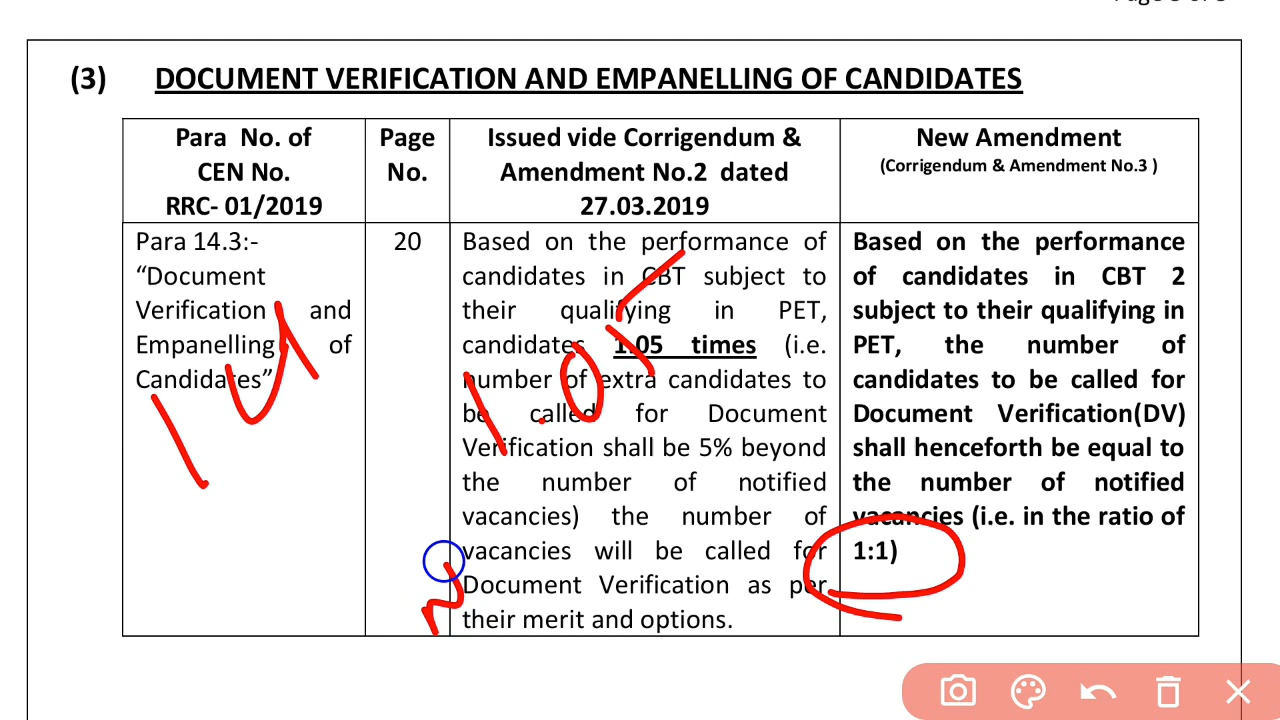 (3) DOCUMENT VERIFICATION AND EMPANELLING OF CANDIDATES
Para No. of
CEN No.
RRC- 01/2019
Page
No.
Issued vide Corrigendum &
Amendment No.2 dated
27.03.2019
New Amendment
(Corrigendum & Amendment No.3 )
Para 14.3:-
“Document
Verification and
Empanelling of
Candidates”
20
Based on the performance of
candidates in CBT subject to
their qualifying in PET,
candidates 1.05 times (i.e.
number of extra candidates to
be called for Document
Verification shall be 5% beyond
the number of notified
vacancies) the number of
vacancies will be called for
Document Verification as per
their merit and options.
Based on the performance
of candidates in CBT 2
subject to their qualifying in
PET, the number of
candidates to be called for
Document Verification(DV)
shall henceforth be equal to
the number of notified
vacancies (i.e. in the ratio of
1:1)
1.05